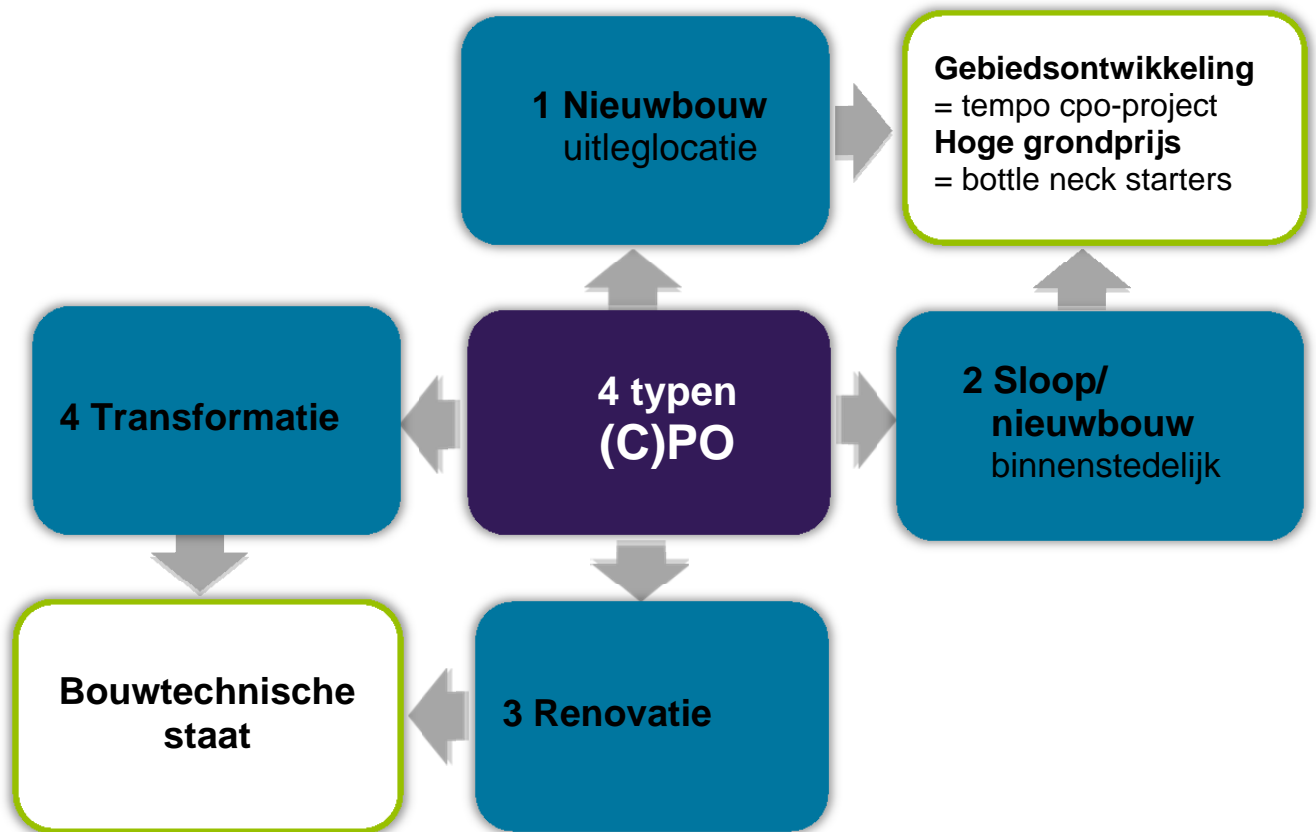 1 Nieuwbouw
uitleglocatie
Gebiedsontwikkeling
= tempo cpo-project
Hoge grondprijs
= bottle neck starters
4 Transformatie
4 typen
(C)PO
2 Sloop/
nieuwbouw
binnenstedelijk
Bouwtechnische
staat
3 Renovatie